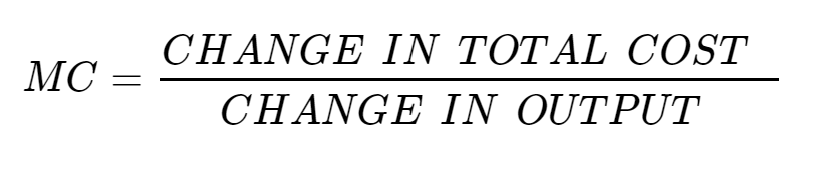 MC = CHANGE IN TOTAL COST
CHANGE IN OUTPUT